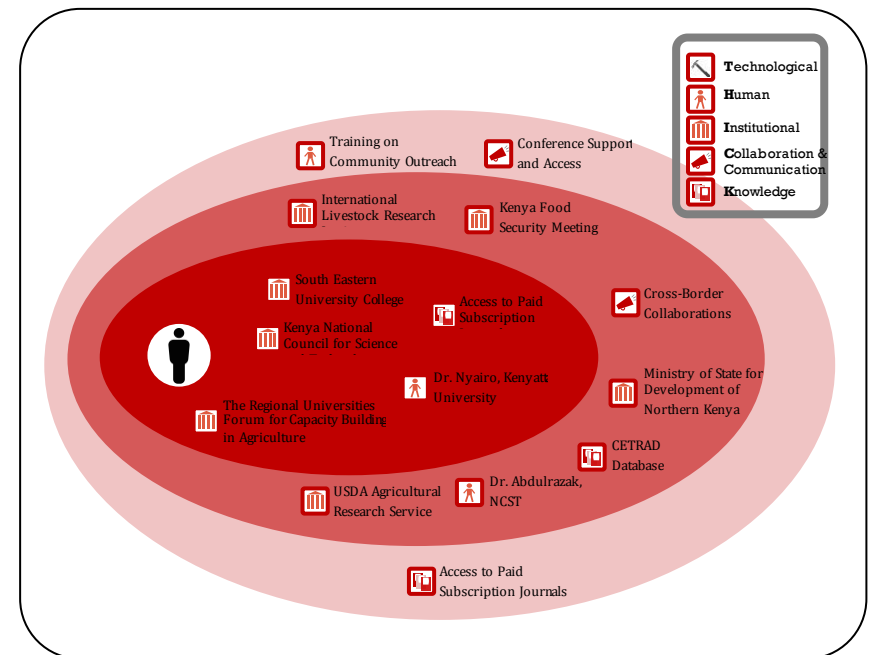 Technological
Human
Institutional
Collaboration &
Communication
Knowledge
Training on
Community Outreach
Conference Support
and Access
International
Livestock Research
Kenya Food
Security Meeting
South Eastern
University College
Access to Paid
Subscription
Cross-Border
Collaborations
Kenya National
Council for Science
Dr. Nyairo, Kenyatt
University
Ministry of State for
Development of
Northern Kenya
The Regional Universities
Forum for Capacity Building
in Agriculture
CETRAD
Database
USDA Agricultural
Research Service
Dr. Abdulrazak,
NCST
Access to Paid
Subscription Journals